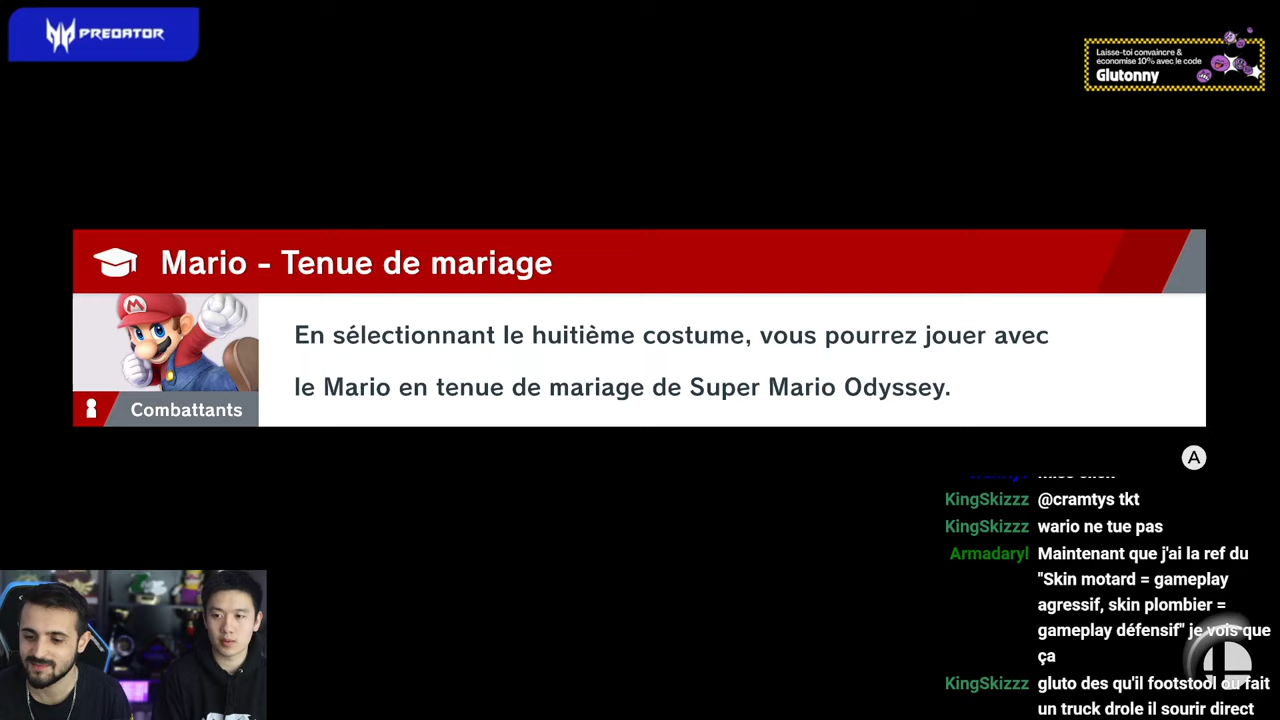 PREDATOR
Laisse-toi convaincre &
économise 10% avec le code
Glutonny
Mario - Tenue de mariage
En sélectionnant le huitième costume, vous pourrez jouer avec
le Mario en tenue de mariage de Super Mario Odyssey.
Combattants
A
KingSkizzz @cramtys tkt
KingSkizzz wario ne tue pas
Armadaryl Maintenant que j'ai la ref du
"Skin motard = gameplay
agressif, skin plombier =
gameplay défensif" je vois que
ça
KingSkizzz gluto des qu'il footstool ou fait
un truck drole il sourir direct